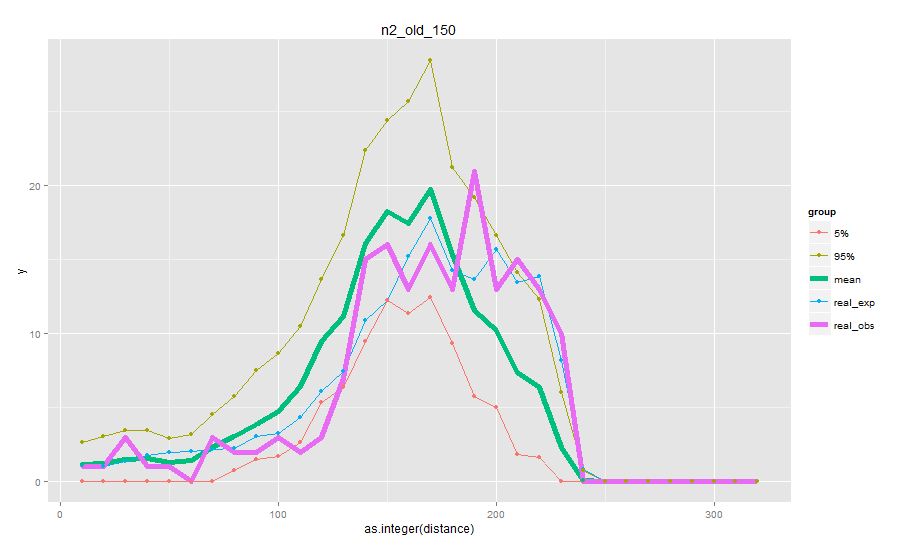 n2_old_150
y
20
10
0
0
100
200
300
as.integer(distance)
group
5%
95%
mean
real_exp
real_obs